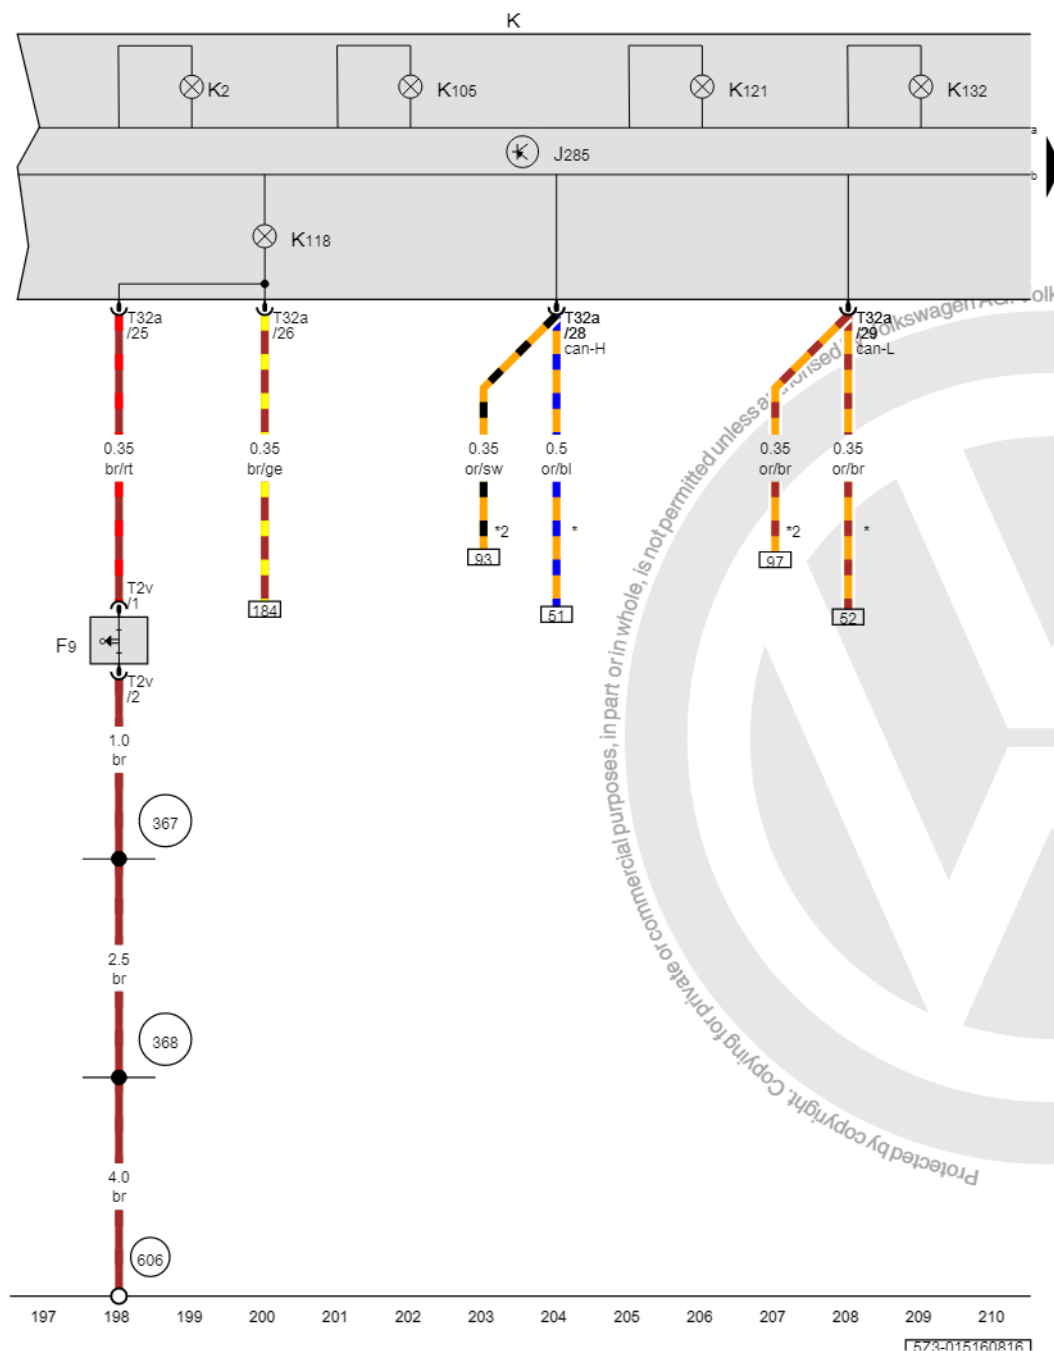 K
K2
K105
K121
K132
a
J285
b
K118
T32a
/25
T32a
/26
T32a
/28
can-H
T32a
/29
can-L
0.35
br/rt
0.35
br/ge
0.35
or/sw
0.5
or/bl
0.35
or/br
0.35
or/br
*2
*
*2
*
93
51
97
52
184
T2v
/1
F9
T2v
/2
1.0
br
367
2.5
br
368
4.0
br
606
197 198 199 200 201 202 203 204 205 206 207 208 209 210
573-015160816
Protected by copyright. Copying for private or commercial purposes, in part or in whole, is not permitted unless authorised by Volkswagen AG. Volk